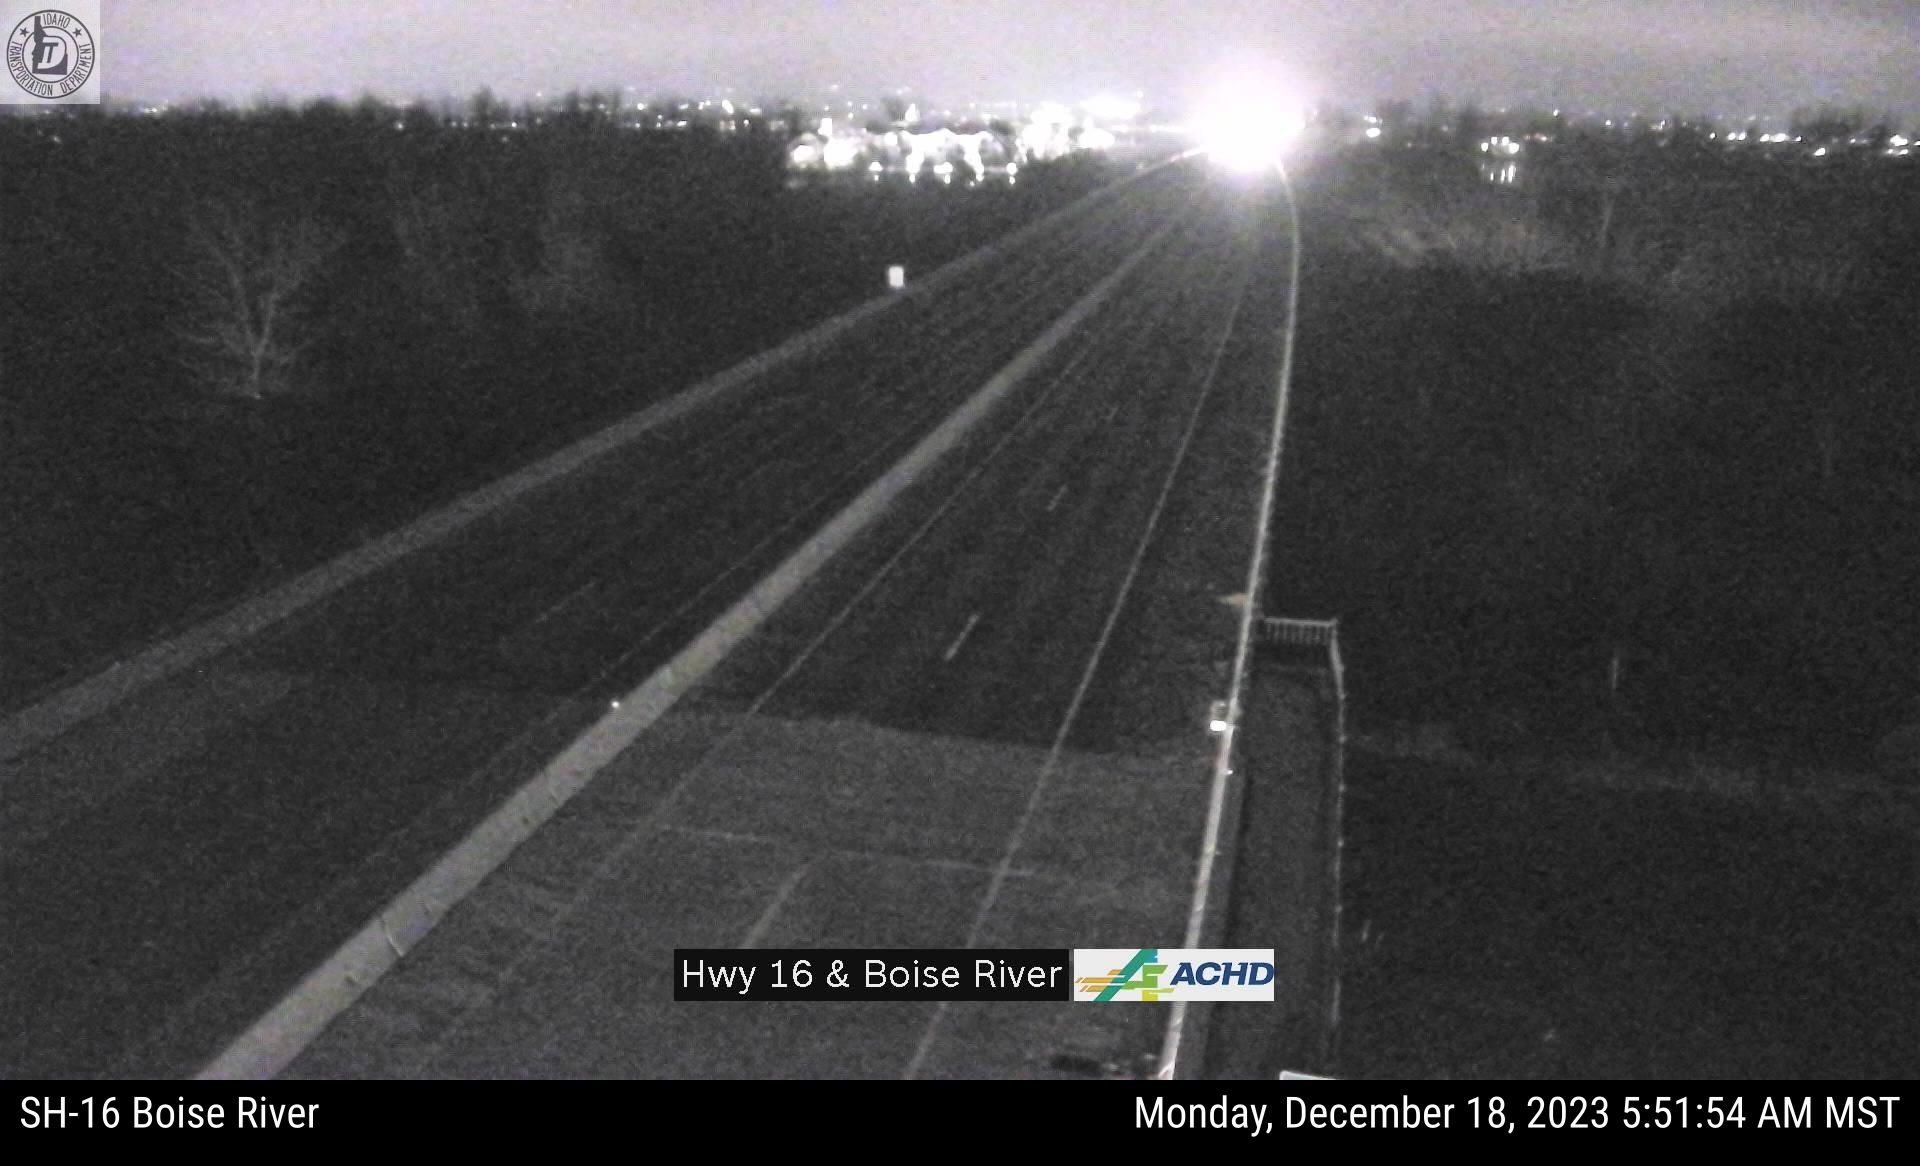 IDAHO
TRANSPORTATION DEPARTMENT
Hwy 16 & Boise River
ACHD
SH-16 Boise River
Monday, December 18, 2023 5:51:54 AM MST